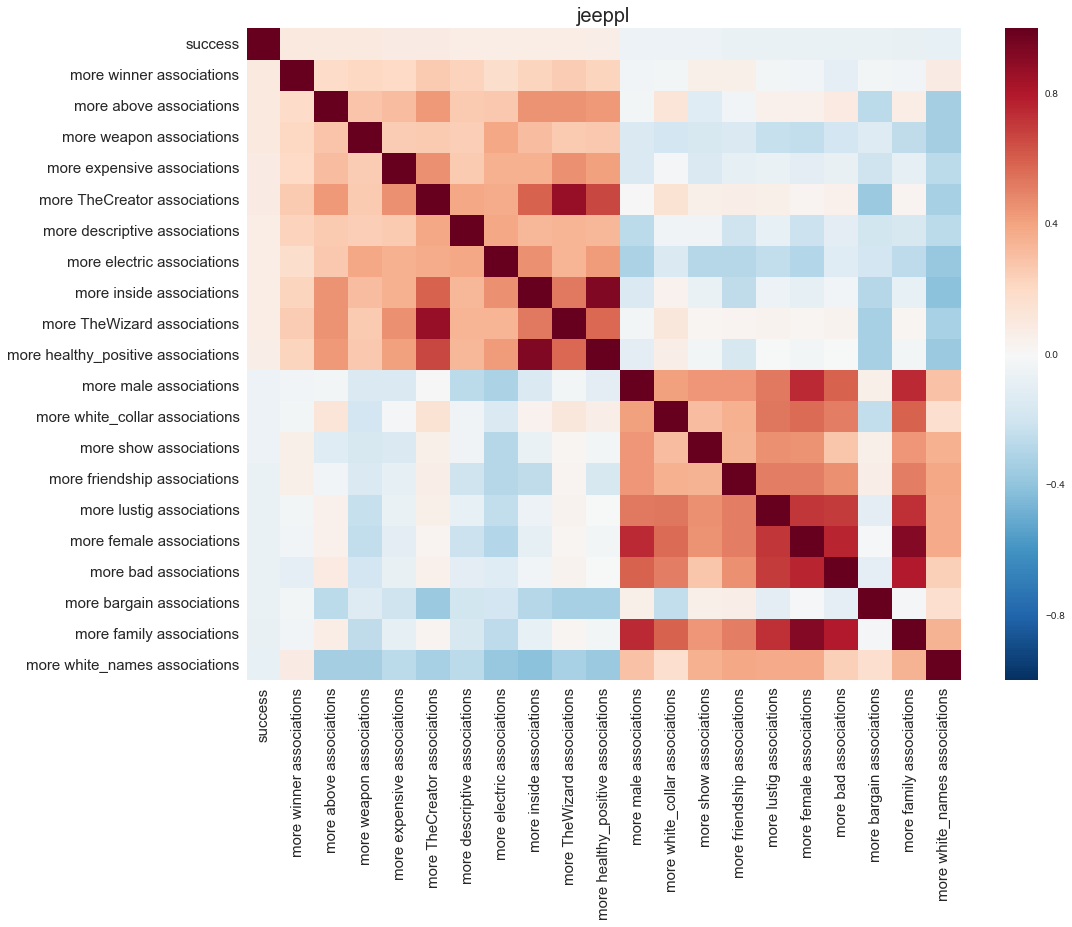 jeeppl
success
more winner associations
more above associations
more weapon associations
more expensive associations
more TheCreator associations
more descriptive associations
more electric associations
more inside associations
more TheWizard associations
more healthy_positive associations
more male associations
more white_collar associations
more show associations
more friendship associations
more lustig associations
more female associations
more bad associations
more bargain associations
more family associations
more white_names associations
success
more winner associations
more above associations
more weapon associations
more expensive associations
more TheCreator associations
more descriptive associations
more electric associations
more inside associations
more TheWizard associations
more healthy_positive associations
more male associations
more white_collar associations
more show associations
more friendship associations
more lustig associations
more female associations
more bad associations
more bargain associations
more family associations
more white_names associations
0.8
0.4
0.0
−0.4
−0.8